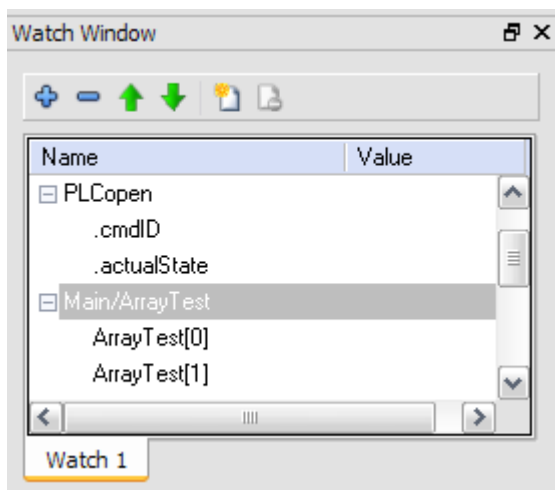 Watch Window
Name Value
PLCopen
.cmdID
.actualState
Main/ArrayTest
ArrayTest[0]
ArrayTest[1]
Watch 1